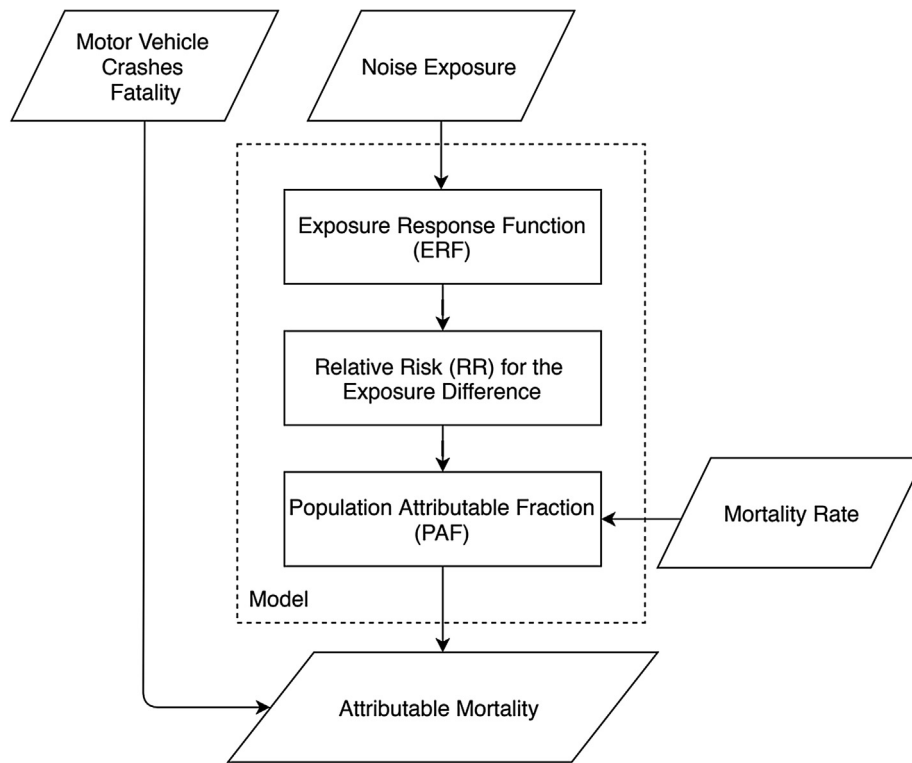 Motor Vehicle
Crashes
Fatality
Noise Exposure
Exposure Response Function
(ERF)
Relative Risk (RR) for the
Exposure Difference
Population Attributable Fraction
(PAF)
Mortality Rate
Model
Attributable Mortality